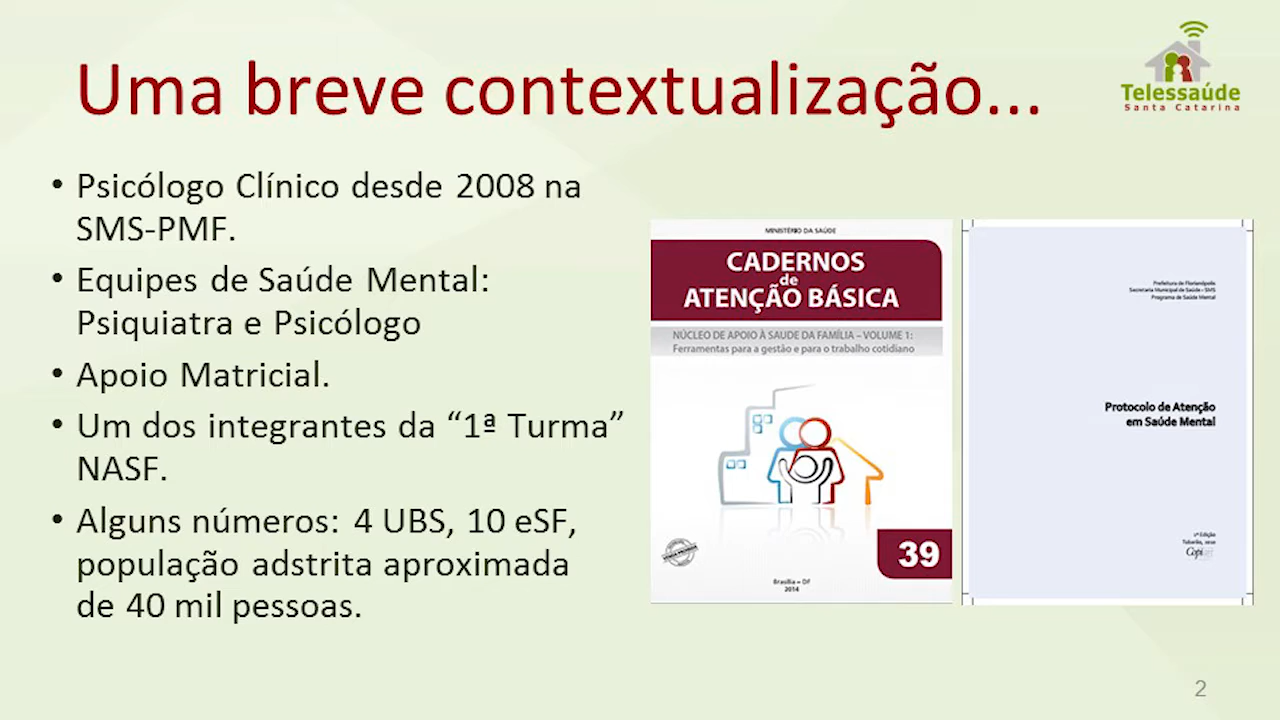 Uma breve contextualização...
Telessaúde
Santa Catarina
• Psicólogo Clínico desde 2008 na
SMS-PMF.
• Equipes de Saúde Mental:
Psiquiatra e Psicólogo
• Apoio Matricial.
• Um dos integrantes da “1ª Turma”
NASF.
• Alguns números: 4 UBS, 10 eSF,
população adstrita aproximada
de 40 mil pessoas.
MINISTÉRIO DA SAÚDE
CADERNOS
de
ATENÇÃO BÁSICA
NÚCLEO DE APOIO À SAÚDE DA FAMÍLIA – VOLUME 1:
Ferramentas para a gestão e para o trabalho cotidiano
39
Brasília – DF
2014
Prefeitura de Florianópolis
Secretaria Municipal de Saúde - SMS
Programa de Saúde Mental
Protocolo de Atenção
em Saúde Mental
1ª Edição
Tubarão, 2010
2